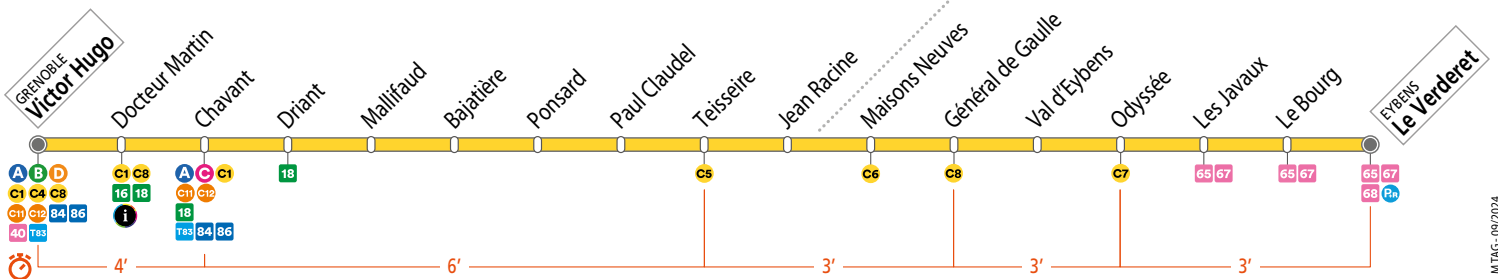 GRENOBLE
Victor Hugo
Docteur Martin
Chavant
Driant
Mallifaud
Bajatière
Ponsard
Paul Claudel
Teisseire
Jean Racine
Maisons Neuves
Général de Gaulle
Val d'Eybens
Odyssée
Les Javaux
Le Bourg
EYBENS
Le Verderet
A B D
C1 C4 C8
C11 C12 84 86
40 T83
C1 C8
16 18
i
A C C1
C11 C12
18
T83 84 86
18
C5
C6
C8
C7
65 67
65 67
65 67
68 P+R
4’
6’
3’
3’
3’
M TAG - 09/2024